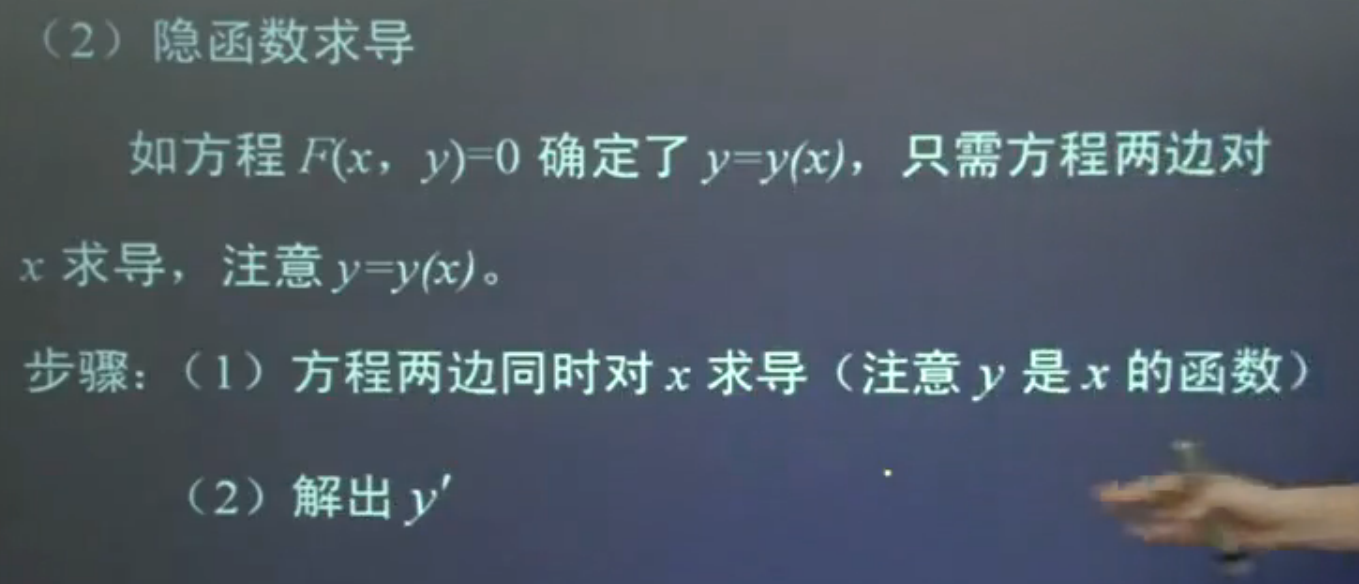 （2）隐函数求导
如方程 F(x，y)=0 确定了 y=y(x)，只需方程两边对
x 求导，注意 y=y(x)。
步骤：（1）方程两边同时对 x 求导（注意 y 是 x 的函数）
（2）解出 y′